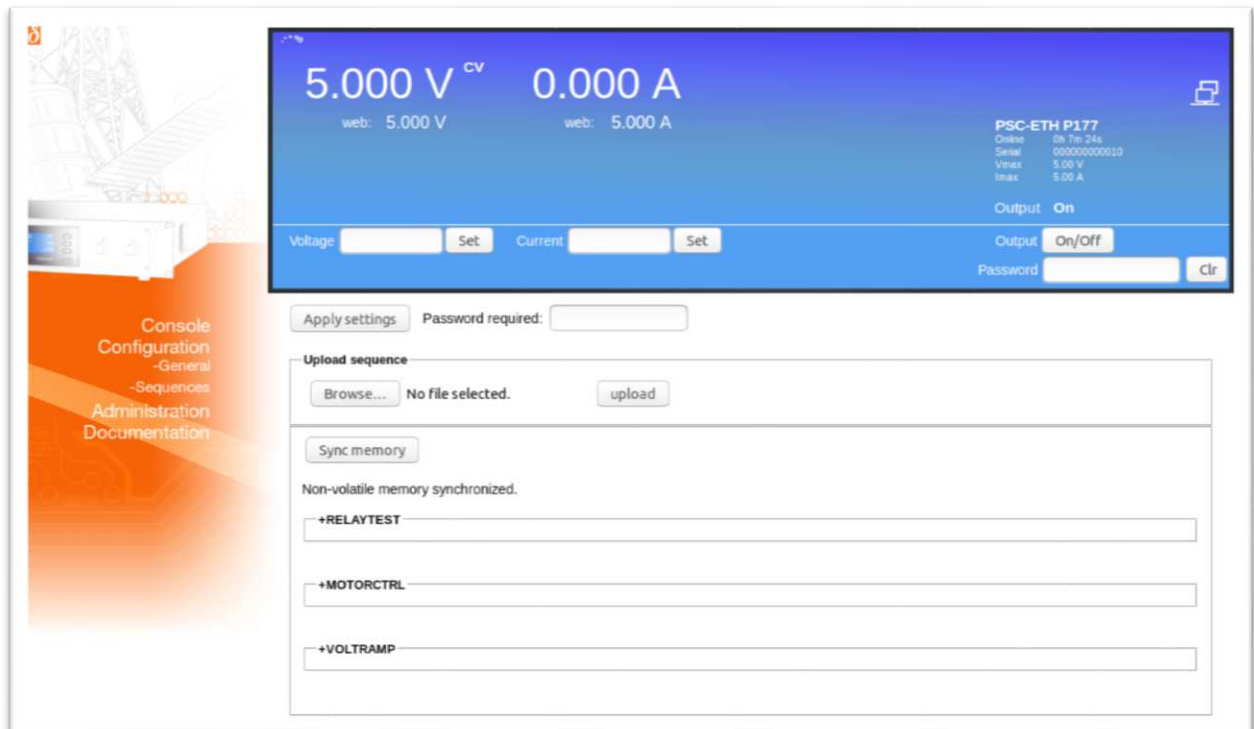 δ
5.000 V CV 0.000 A
web: 5.000 V web: 5.000 A
PSC-ETH P177
Online 0h 7m 24s
Serial 000000000010
Vmax 5.00 V
Imax 5.00 A
Output On
Voltage Set Current Set Output On/Off
Password Clr
Console
Configuration
-General
-Sequences
Administration
Documentation
Apply settings Password required:
Upload sequence
Browse... No file selected. upload
Sync memory
Non-volatile memory synchronized.
+RELAYTEST
+MOTORCTRL
+VOLTRAMP